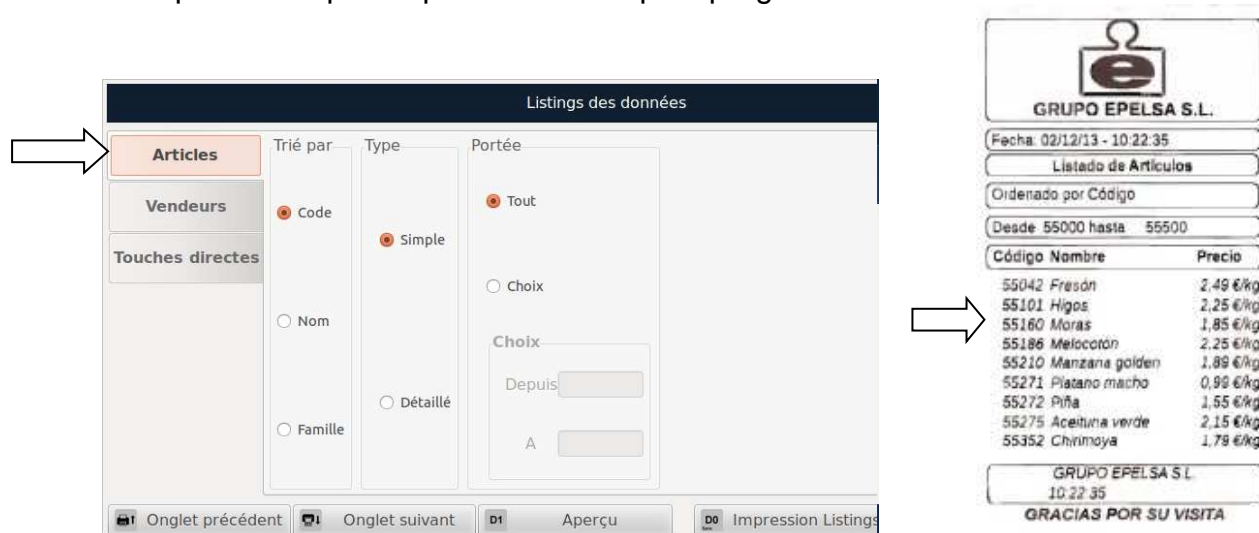 Listings des données
Articles
Vendeurs
Touches directes
Trié par
Code
Nom
Famille
Type
Simple
Détaillé
Portée
Tout
Choix
Choix
Depuis
A
Onglet précédent
Onglet suivant
D1 Aperçu
D0 Impression Listings
e
GRUPO EPELSA S.L.
Fecha: 02/12/13 - 10:22:35
Listado de Artículos
Ordenado por Código
Desde 55000 hasta 55500
Código Nombre Precio
55042 Fresón 2,49 €/kg
55101 Higos 2,25 €/kg
55160 Moras 1,85 €/kg
55186 Melocotón 2,25 €/kg
55210 Manzana golden 1,89 €/kg
55271 Platano macho 0,99 €/kg
55272 Piña 1,55 €/kg
55275 Aceituna verde 2,15 €/kg
55352 Chirimoya 1,79 €/kg
GRUPO EPELSA S.L.
10:22:35
GRACIAS POR SU VISITA